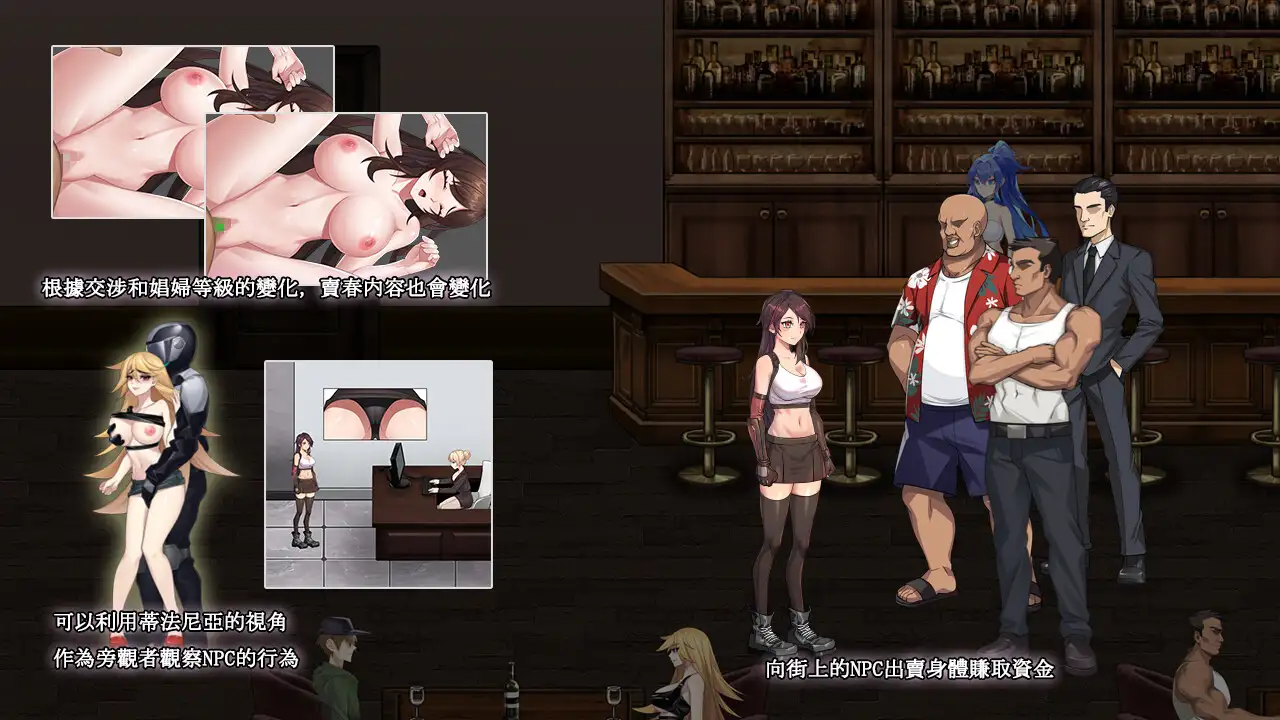 根據交涉和娼婦等級的變化，賣春內容也會變化
可以利用蒂法尼亞的視角
作為旁觀者觀察NPC的行為
向街上的NPC出賣身體賺取資金